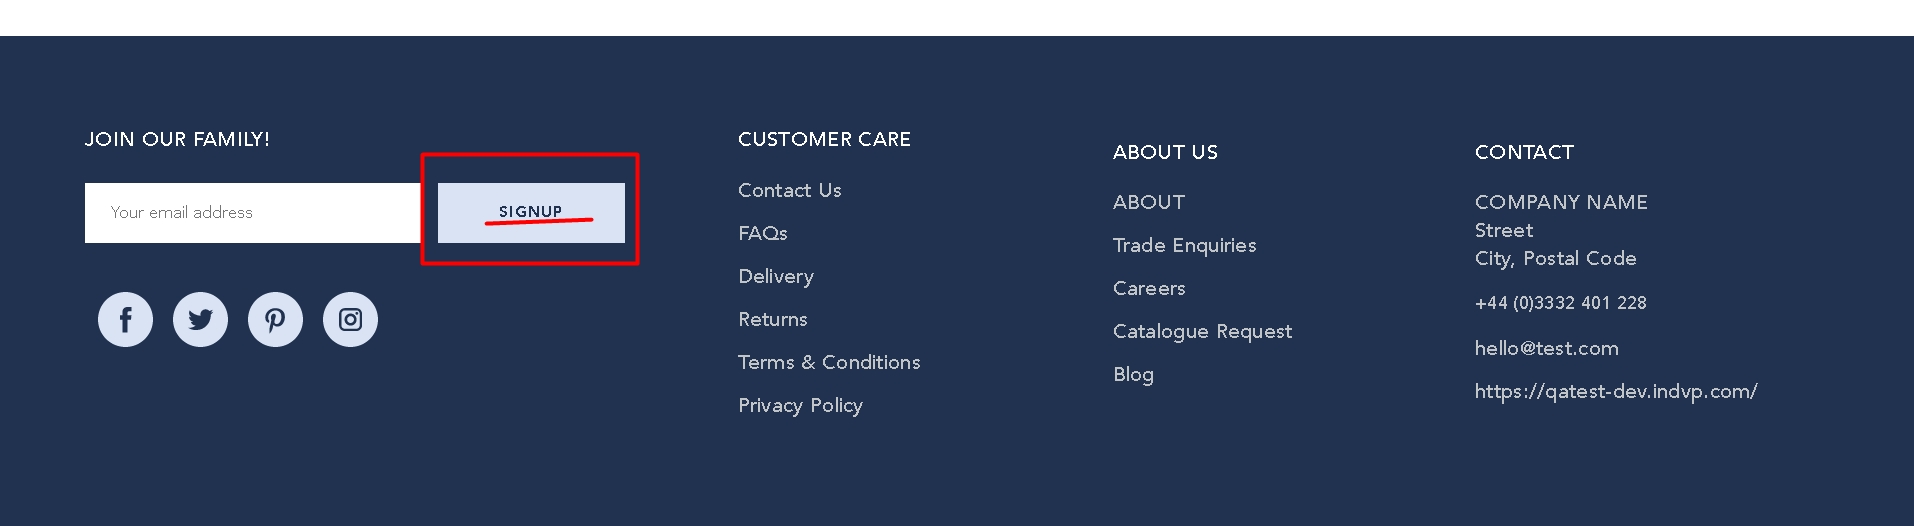 JOIN OUR FAMILY!
Your email address
SIGNUP
CUSTOMER CARE
Contact Us
FAQs
Delivery
Returns
Terms & Conditions
Privacy Policy
ABOUT US
ABOUT
Trade Enquiries
Careers
Catalogue Request
Blog
CONTACT
COMPANY NAME
Street
City, Postal Code
+44 (0)3332 401 228
hello@test.com
https://qatest-dev.indvp.com/